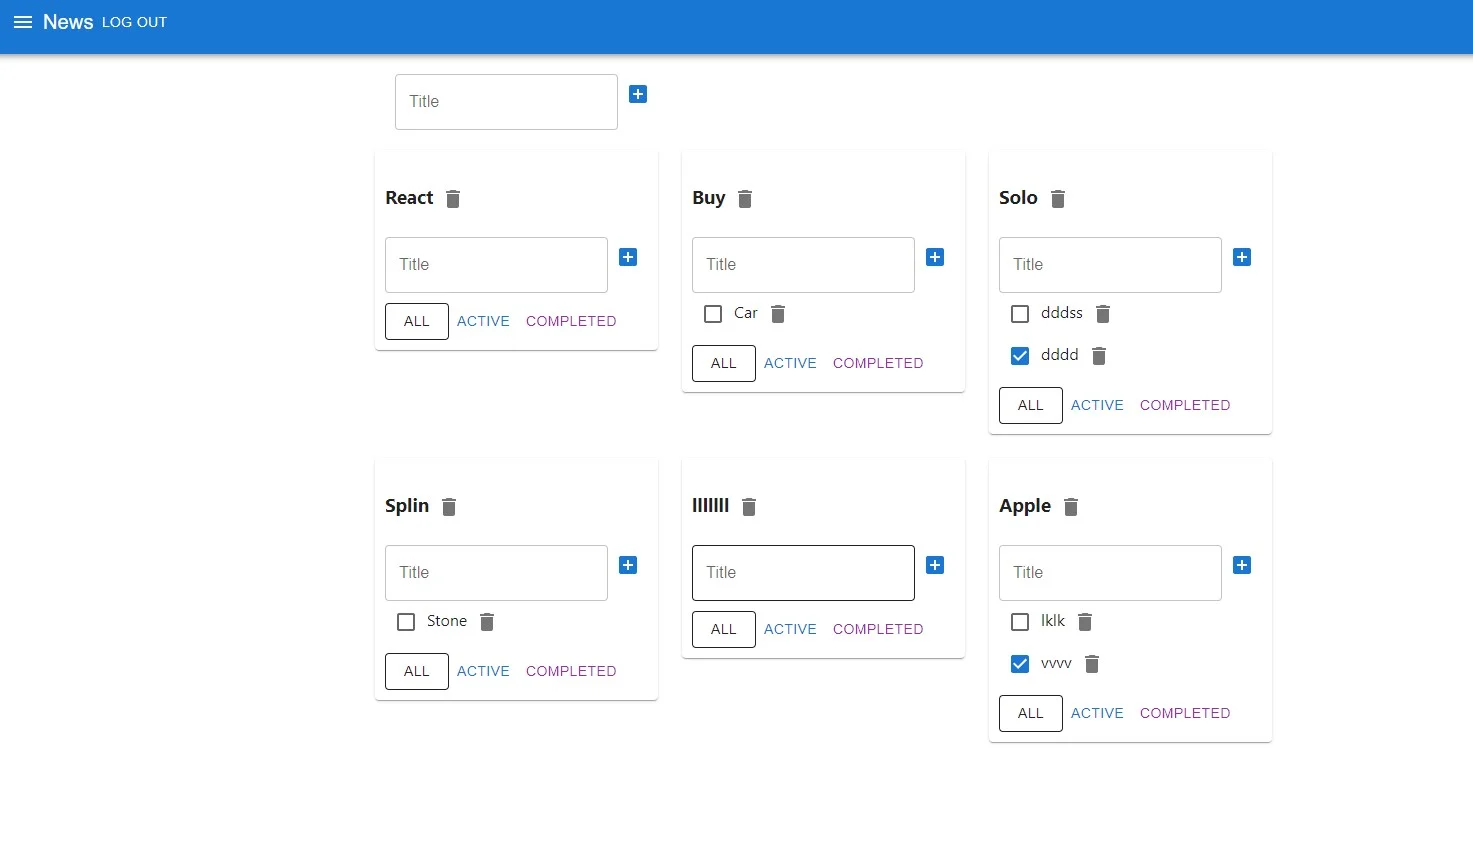 News LOG OUT
Title
React
Title
ALL ACTIVE COMPLETED
Buy
Title
Car
ALL ACTIVE COMPLETED
Solo
Title
dddss
dddd
ALL ACTIVE COMPLETED
Splin
Title
Stone
ALL ACTIVE COMPLETED
lllllll
Title
ALL ACTIVE COMPLETED
Apple
Title
lklk
vvvv
ALL ACTIVE COMPLETED